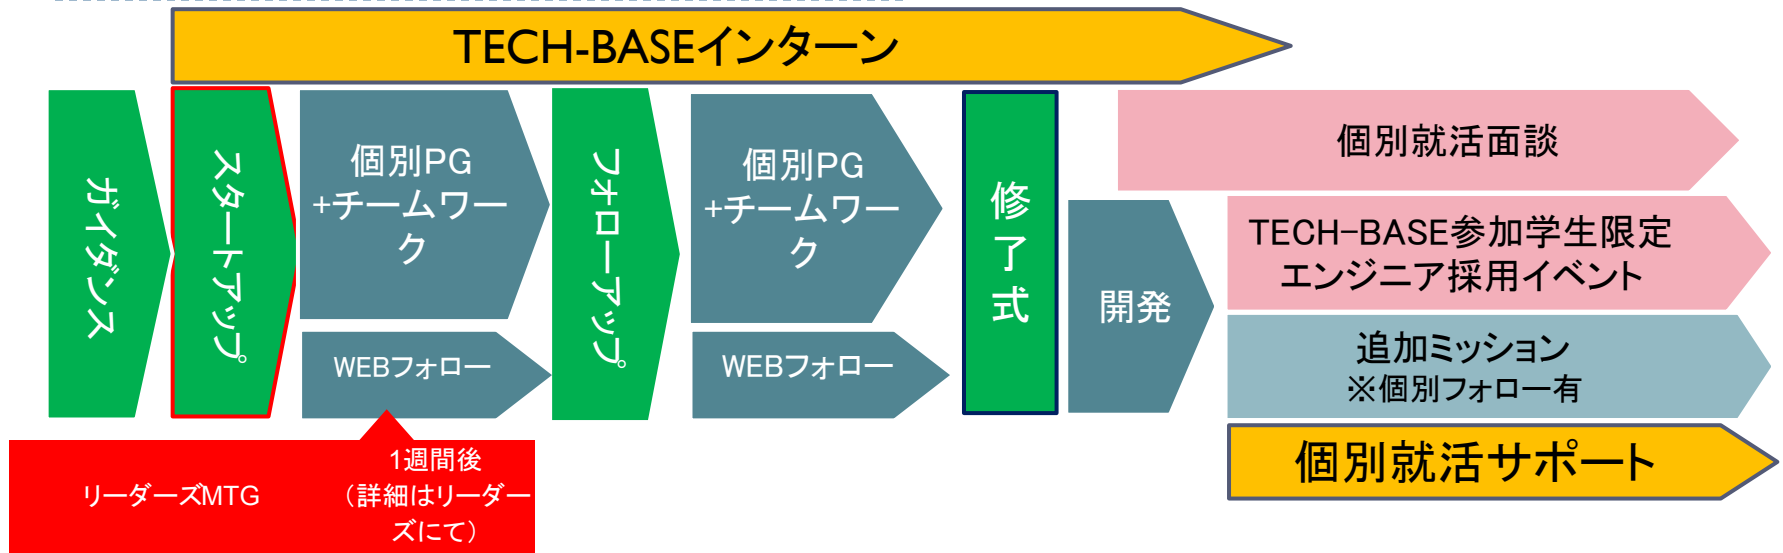 TECH-BASEインターン
ガイダンス
スタートアップ
個別PG
+チームワー
ク
WEBフォロー
フォローアップ
個別PG
+チームワー
ク
WEBフォロー
修了式
開発
個別就活面談
TECH-BASE参加学生限定
エンジニア採用イベント
追加ミッション
※個別フォロー有
個別就活サポート
リーダーズMTG
1週間後
（詳細はリーダー
ズにて）